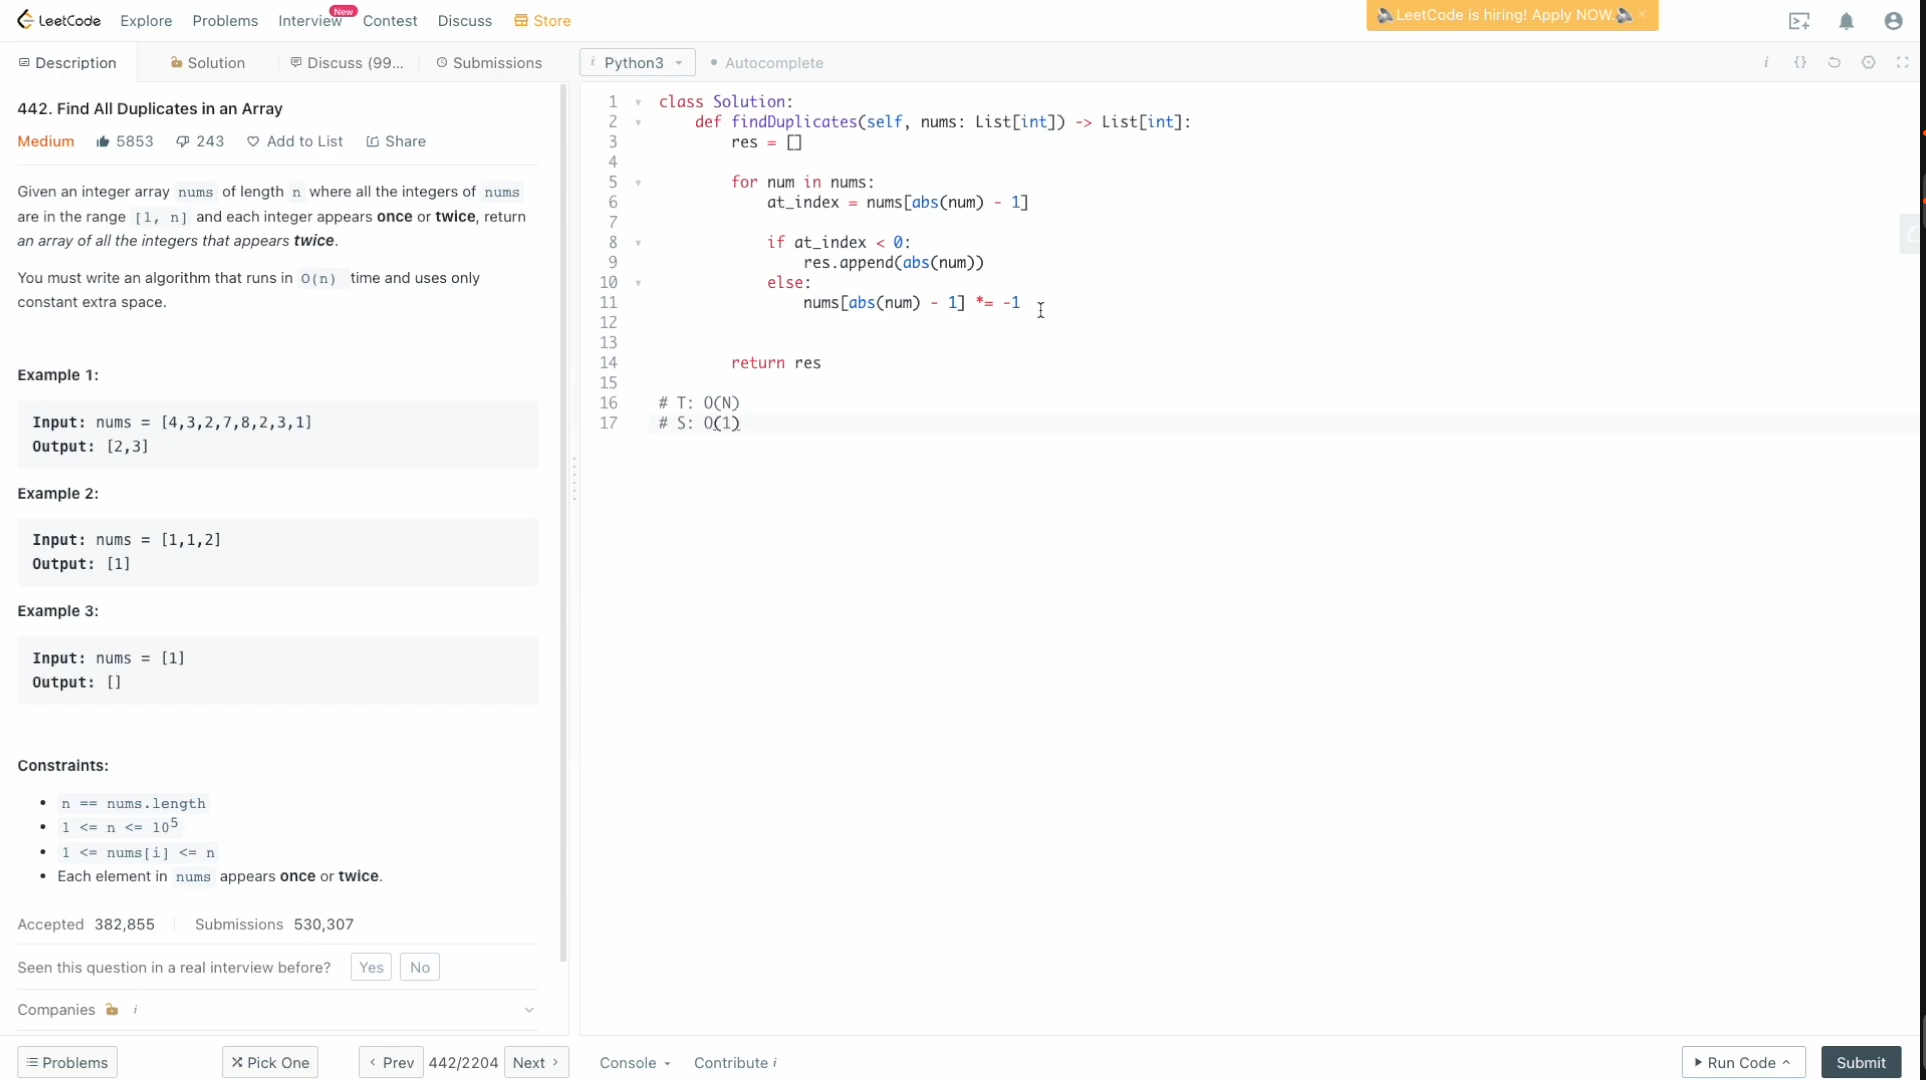 LeetCode Explore Problems Interview New Contest Discuss Store
LeetCode is hiring! Apply NOW.
Description Solution Discuss (99... Submissions
Python3 Autocomplete
442. Find All Duplicates in an Array
Medium 5853 243 Add to List Share
Given an integer array nums of length n where all the integers of nums
are in the range [1, n] and each integer appears once or twice, return
an array of all the integers that appears twice.
You must write an algorithm that runs in O(n) time and uses only
constant extra space.
Example 1:
Input: nums = [4,3,2,7,8,2,3,1]
Output: [2,3]
Example 2:
Input: nums = [1,1,2]
Output: [1]
Example 3:
Input: nums = [1]
Output: []
Constraints:
n == nums.length
1 <= n <= 10^5
1 <= nums[i] <= n
Each element in nums appears once or twice.
Accepted 382,855 Submissions 530,307
Seen this question in a real interview before? Yes No
Companies i
Problems Pick One < Prev 442/2204 Next >
1 class Solution:
2 def findDuplicates(self, nums: List[int]) -> List[int]:
3 res = []
4
5 for num in nums:
6 at_index = nums[abs(num) - 1]
7
8 if at_index < 0:
9 res.append(abs(num))
10 else:
11 nums[abs(num) - 1] *= -1
12
13
14 return res
15
16 # T: O(N)
17 # S: O(1)
Console Contribute i Run Code Submit